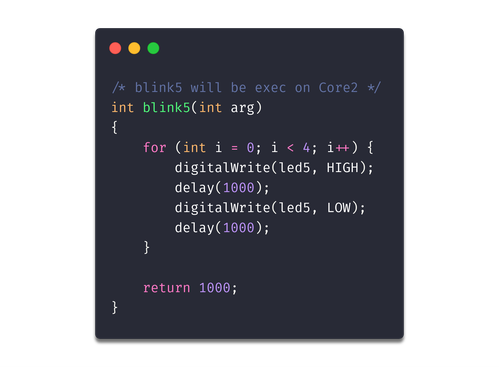 /* blink5 will be exec on Core2 */
int blink5(int arg)
{
    for (int i = 0; i < 4; i++) {
        digitalWrite(led5, HIGH);
        delay(1000);
        digitalWrite(led5, LOW);
        delay(1000);
    }

    return 1000;
}